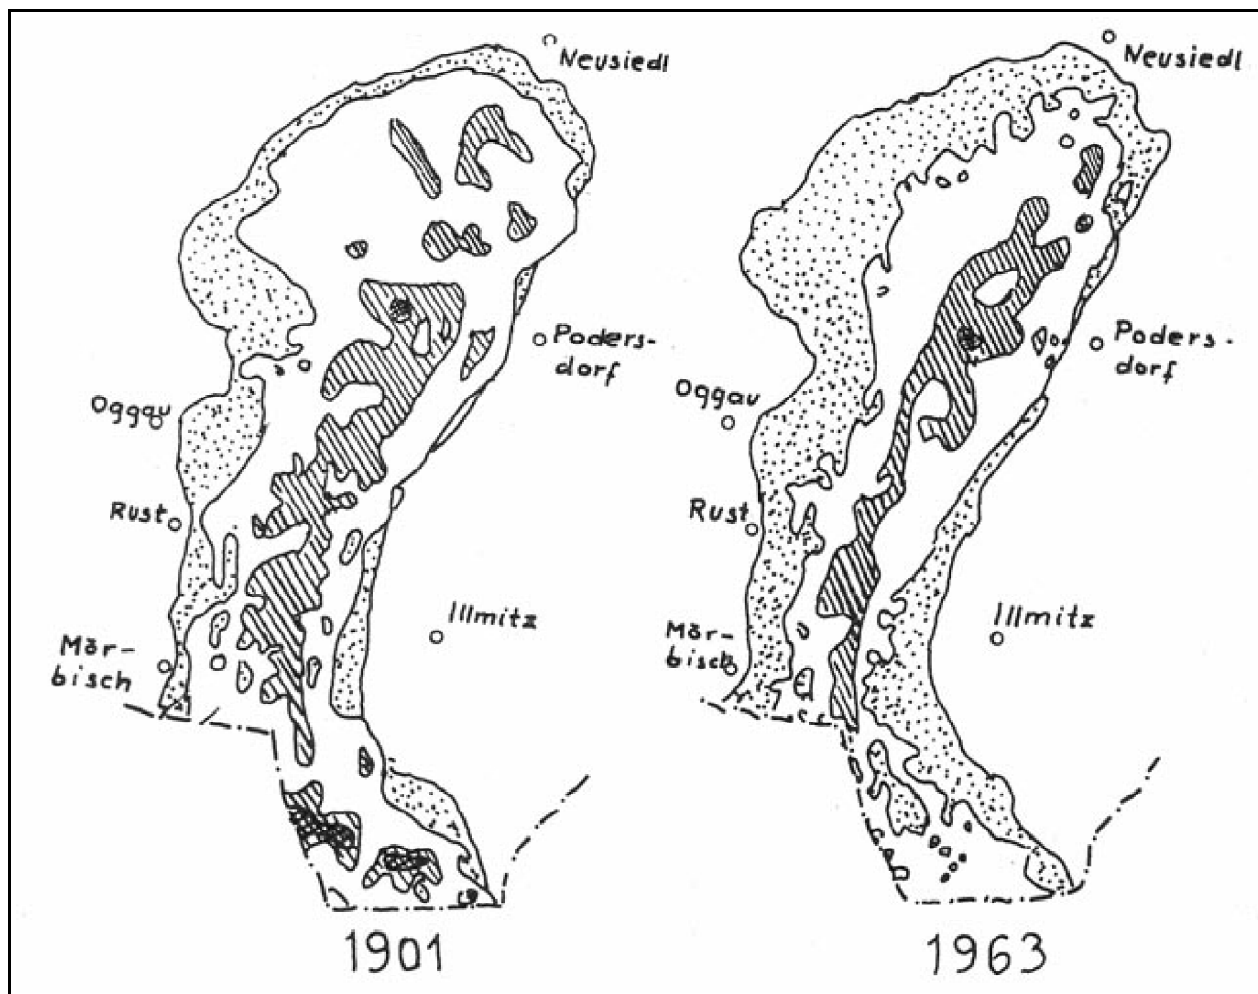 Neusiedl
Poders-
dorf
Oggau
Rust
Illmitz
Mör-
bisch
1901
Neusiedl
Poders-
dorf
Oggau
Rust
Illmitz
Mör-
bisch
1963